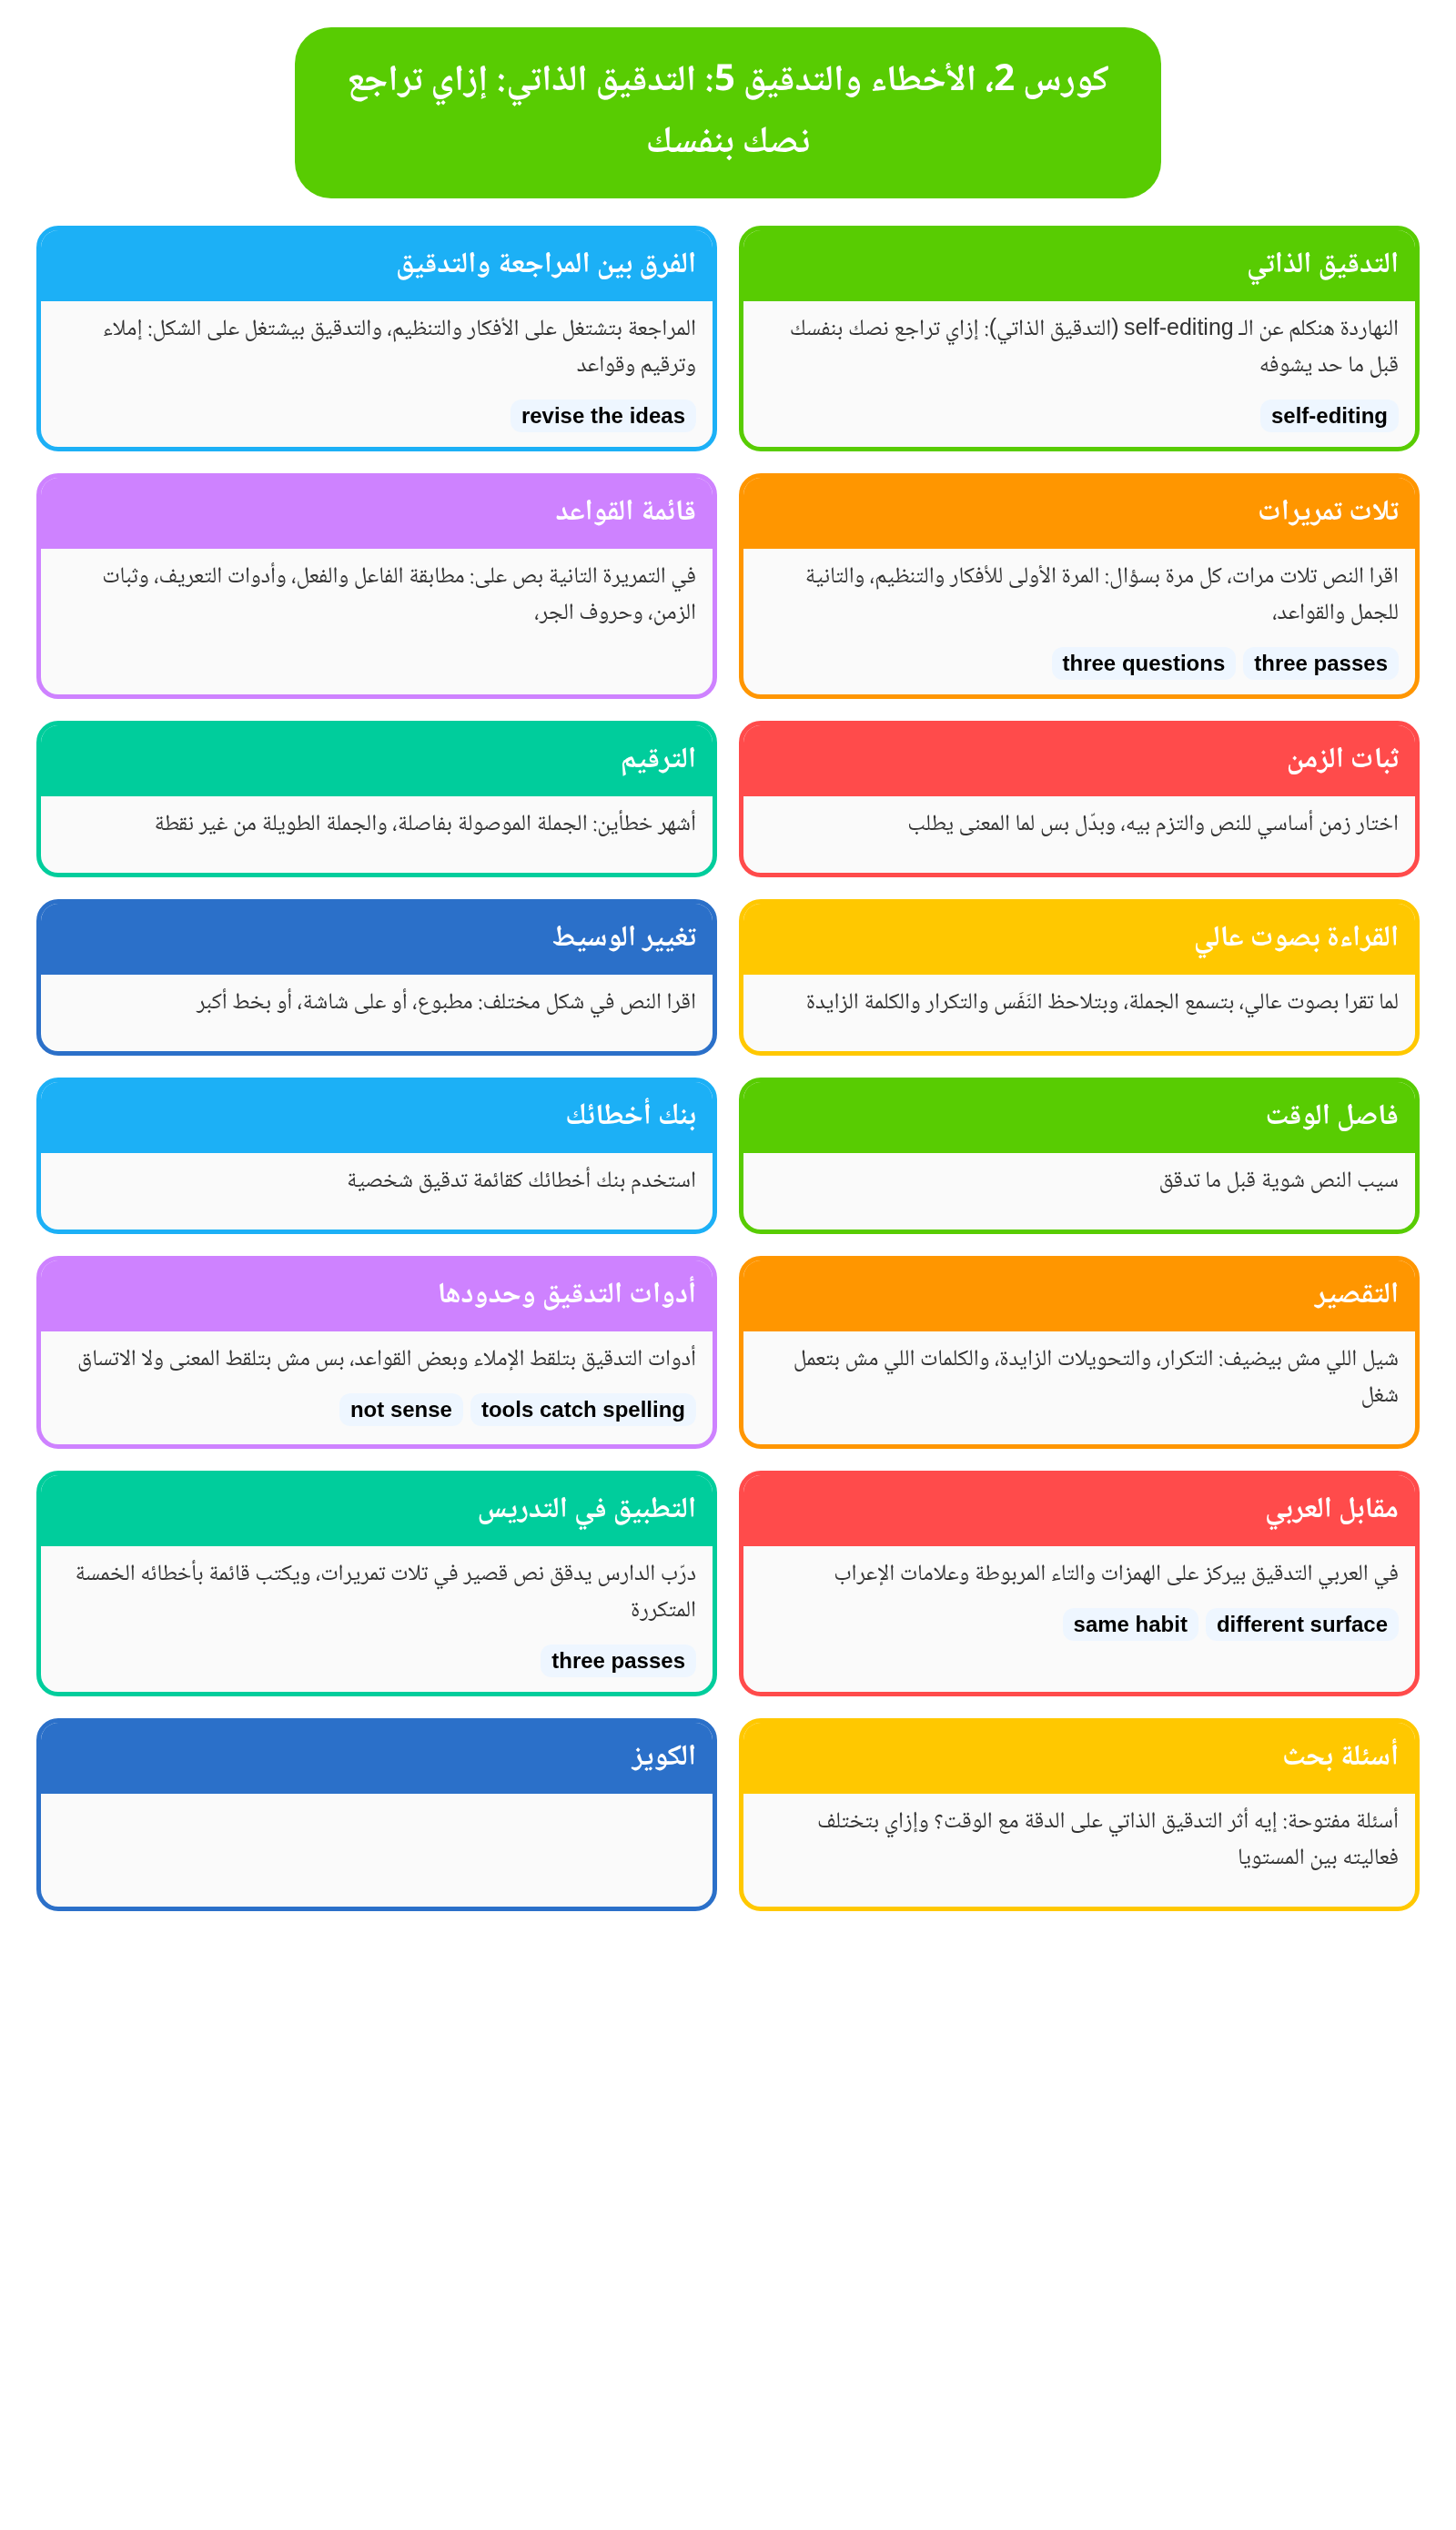 كورس 2، الأخطاء والتدقيق 5: التدقيق الذاتي: إزاي تراجع
نصك بنفسك
التدقيق الذاتي
النهاردة هنكلم عن الـ self-editing (التدقيق الذاتي): إزاي تراجع نصك بنفسك
قبل ما حد يشوفه
self-editing
الفرق بين المراجعة والتدقيق
المراجعة بتشتغل على الأفكار والتنظيم، والتدقيق بيشتغل على الشكل: إملاء
وترقيم وقواعد
revise the ideas
تلات تمريرات
اقرا النص تلات مرات، كل مرة بسؤال: المرة الأولى للأفكار والتنظيم، والتانية
للجمل والقواعد،
three passes three questions
قائمة القواعد
في التمريرة التانية بص على: مطابقة الفاعل والفعل، وأدوات التعريف، وثبات
الزمن، وحروف الجر،
ثبات الزمن
اختار زمن أساسي للنص والتزم بيه، وبدّل بس لما المعنى يطلب
الترقيم
أشهر خطأين: الجملة الموصولة بفاصلة، والجملة الطويلة من غير نقطة
القراءة بصوت عالي
لما تقرا بصوت عالي، بتسمع الجملة، وبتلاحظ النَفَس والتكرار والكلمة الزايدة
تغيير الوسيط
اقرا النص في شكل مختلف: مطبوع، أو على شاشة، أو بخط أكبر
فاصل الوقت
سيب النص شوية قبل ما تدقق
بنك أخطائك
استخدم بنك أخطائك كقائمة تدقيق شخصية
التقصير
شيل اللي مش بيضيف: التكرار، والتحويلات الزايدة، والكلمات اللي مش بتعمل
شغل
أدوات التدقيق وحدودها
أدوات التدقيق بتلقط الإملاء وبعض القواعد، بس مش بتلقط المعنى ولا الاتساق
tools catch spelling not sense
مقابل العربي
في العربي التدقيق بيركز على الهمزات والتاء المربوطة وعلامات الإعراب
different surface same habit
التطبيق في التدريس
درّب الدارس يدقق نص قصير في تلات تمريرات، ويكتب قائمة بأخطائه الخمسة
المتكررة
three passes
أسئلة بحث
أسئلة مفتوحة: إيه أثر التدقيق الذاتي على الدقة مع الوقت؟ وإزاي بتختلف
فعاليته بين المستويا
الكويز